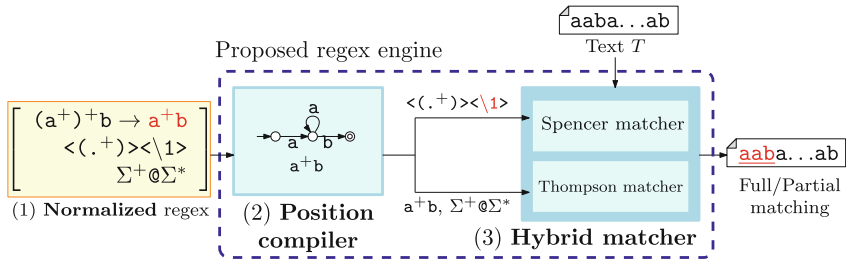 aaba...ab
Text T
Proposed regex engine
(a⁺)⁺b → a⁺b
<(.⁺)><\1>
Σ⁺@Σ*
(1) Normalized regex
a
a b
a⁺b
(2) Position
compiler
<(.⁺)><\1>
a⁺b, Σ⁺@Σ*
Spencer matcher
Thompson matcher
(3) Hybrid matcher
aaba...ab
Full/Partial
matching